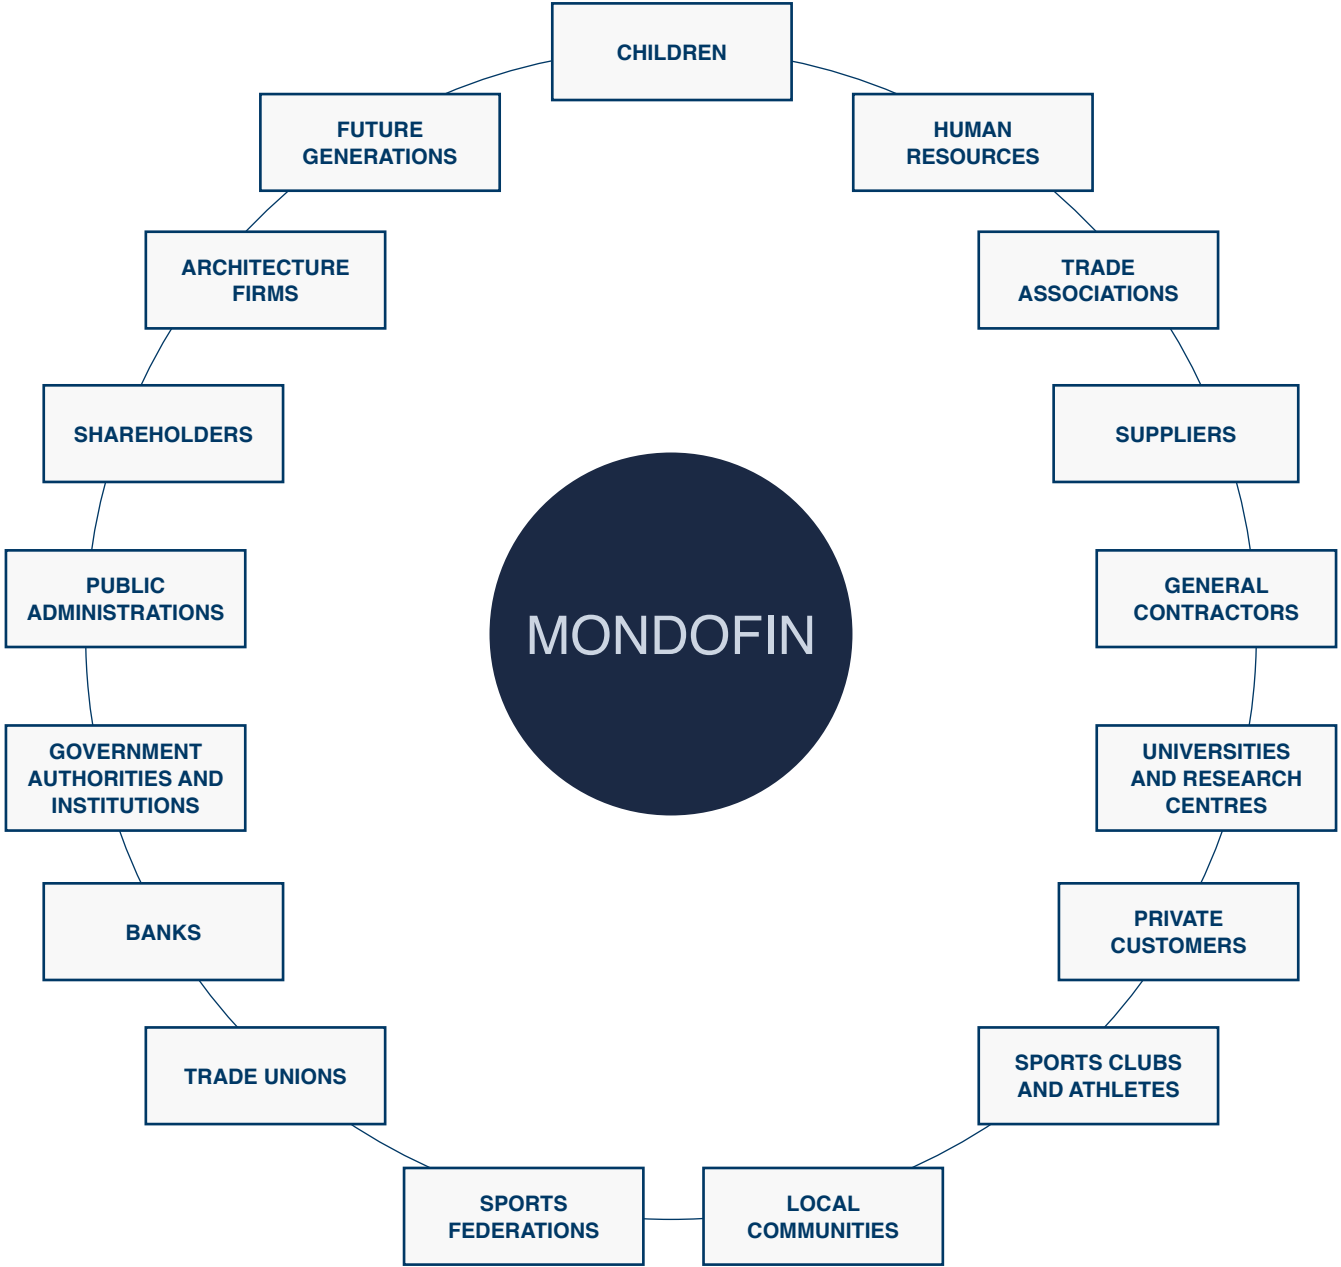 CHILDREN
FUTURE
GENERATIONS
HUMAN
RESOURCES
ARCHITECTURE
FIRMS
TRADE
ASSOCIATIONS
SHAREHOLDERS
SUPPLIERS
PUBLIC
ADMINISTRATIONS
MONDOFIN
GENERAL
CONTRACTORS
GOVERNMENT
AUTHORITIES AND
INSTITUTIONS
UNIVERSITIES
AND RESEARCH
CENTRES
BANKS
PRIVATE
CUSTOMERS
TRADE UNIONS
SPORTS CLUBS
AND ATHLETES
SPORTS
FEDERATIONS
LOCAL
COMMUNITIES